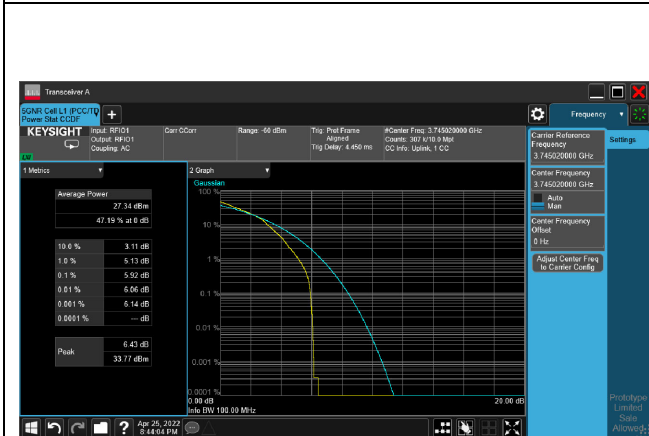 Transceiver A
5GNR Cell L1 (PCC/TD
Power Stat CCDF
Frequency
KEYSIGHT
Input: RFIO1
Output: RFIO1
Coupling: AC
Corr CCorr
Range: -60 dBm
Trig: Pret Frame
Aligned
Trig Delay: 4.450 ms
#Center Freq: 3.745020000 GHz
Counts: 307 k/10.0 Mpt
CC Info: Uplink, 1 CC
LW
Carrier Reference
Frequency
3.745020000 GHz
Settings
Center Frequency
3.745020000 GHz
Auto
Man
Center Frequency
Offset
0 Hz
Adjust Center Freq
to Carrier Config
1 Metrics
Average Power
27.34 dBm
47.19 % at 0 dB
10.0 % 3.11 dB
1.0 % 5.13 dB
0.1 % 5.92 dB
0.01 % 6.06 dB
0.001 % 6.14 dB
0.0001 % --- dB
Peak
6.43 dB
33.77 dBm
2 Graph
Gaussian
100 %
10 %
1 %
0.1 %
0.01 %
0.001 %
0.0001 %
0.00 dB 20.00 dB
Info BW 100.00 MHz
Apr 25, 2022
8:44:04 PM
Prototype
Limited
Sale
Allowed